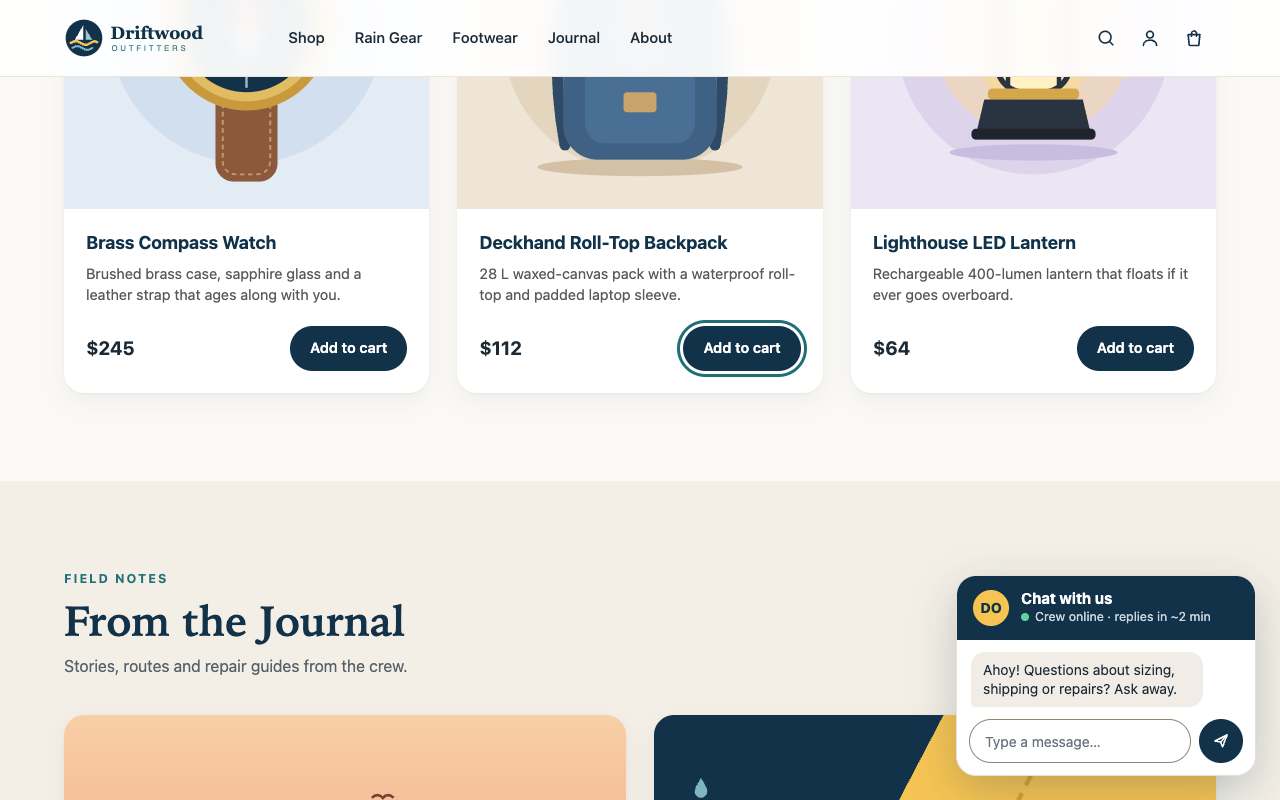 Driftwood
OUTFITTERS
Shop
Rain Gear
Footwear
Journal
About
Brass Compass Watch
Brushed brass case, sapphire glass and a
leather strap that ages along with you.
$245
Add to cart
Deckhand Roll-Top Backpack
28 L waxed-canvas pack with a waterproof roll-
top and padded laptop sleeve.
$112
Add to cart
Lighthouse LED Lantern
Rechargeable 400-lumen lantern that floats if it
ever goes overboard.
$64
Add to cart
FIELD NOTES
From the Journal
Stories, routes and repair guides from the crew.
DO
Chat with us
Crew online · replies in ~2 min
Ahoy! Questions about sizing,
shipping or repairs? Ask away.
Type a message...